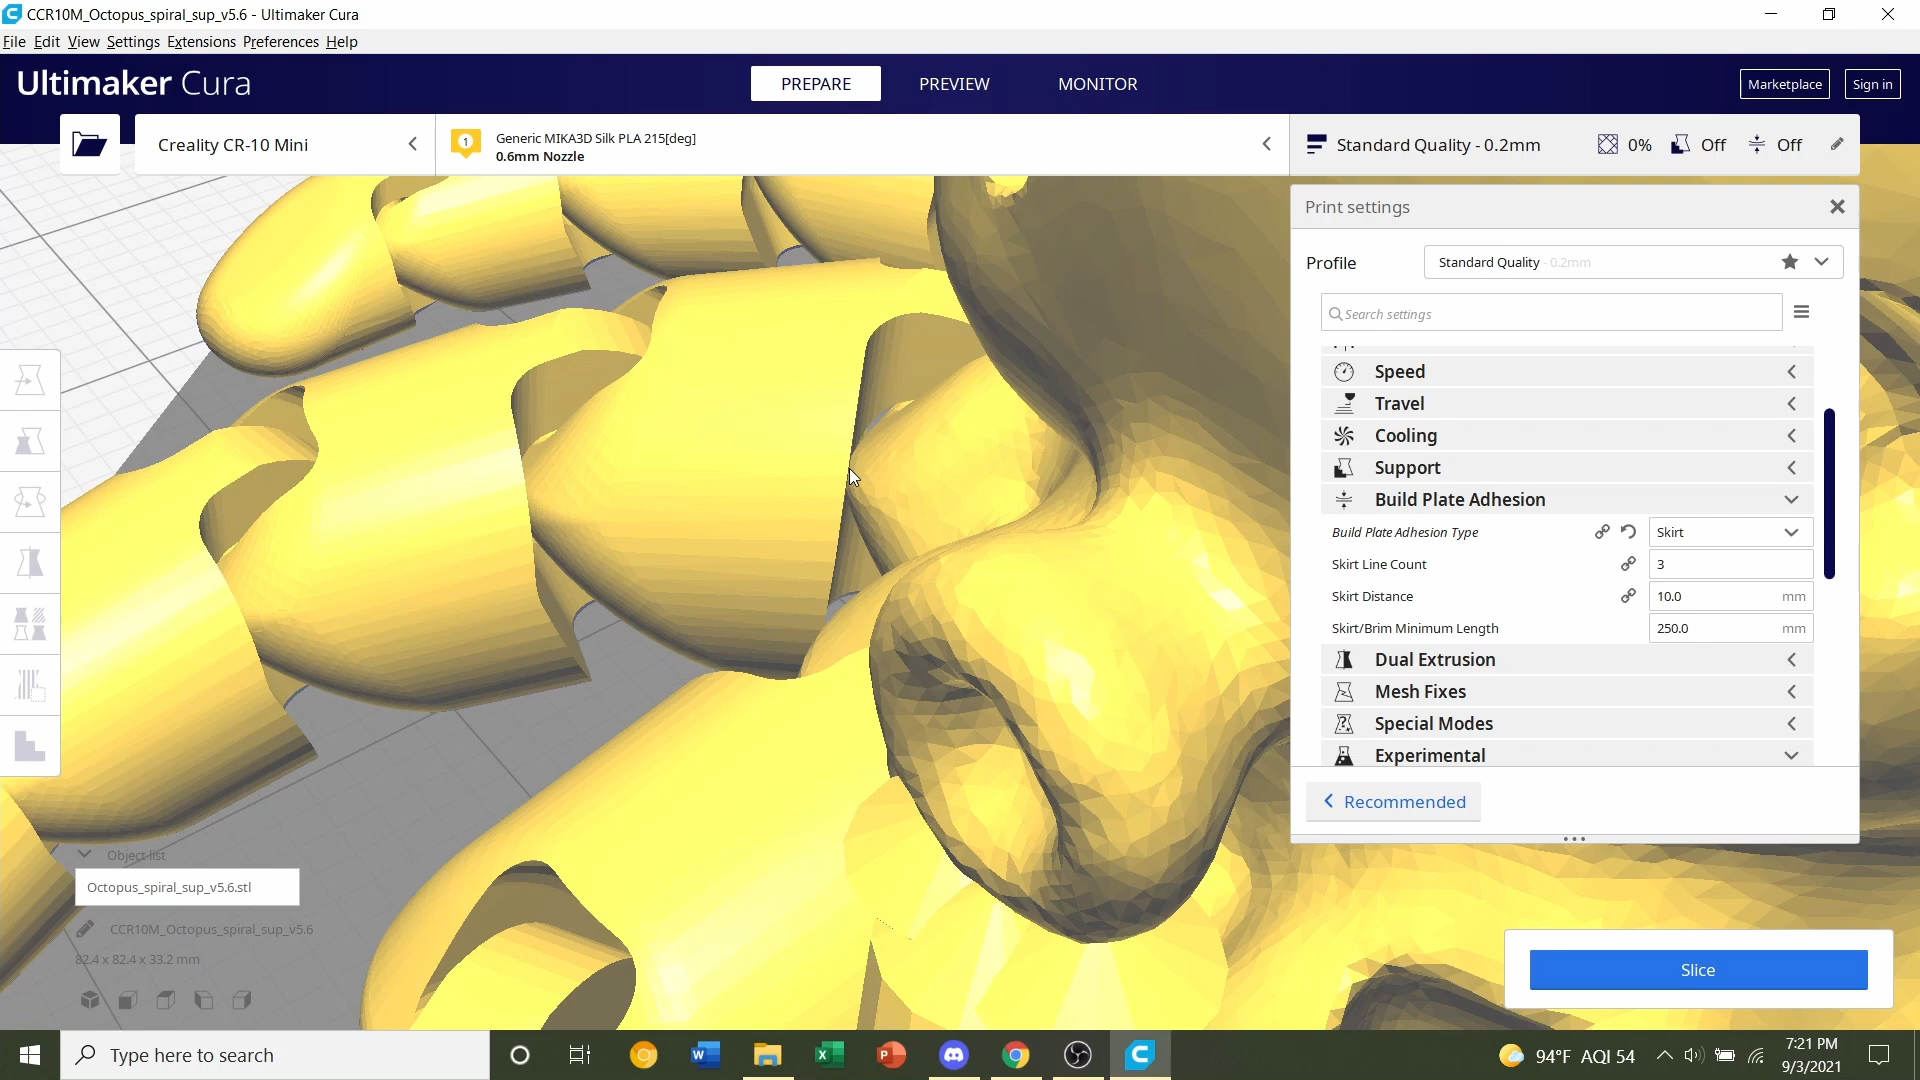 CCR10M_Octopus_spiral_sup_v5.6 - Ultimaker Cura
File Edit View Settings Extensions Preferences Help
Ultimaker Cura
PREPARE
PREVIEW
MONITOR
Marketplace
Sign in
Creality CR-10 Mini
1
Generic MIKA3D Silk PLA 215[deg]
0.6mm Nozzle
Standard Quality - 0.2mm
0%
Off
Off
Print settings
Profile
Standard Quality - 0.2mm
Search settings
Speed
Travel
Cooling
Support
Build Plate Adhesion
Build Plate Adhesion Type
Skirt
Skirt Line Count
3
Skirt Distance
10.0 mm
Skirt/Brim Minimum Length
250.0 mm
Dual Extrusion
Mesh Fixes
Special Modes
Experimental
Recommended
Object list
Octopus_spiral_sup_v5.6.stl
CCR10M_Octopus_spiral_sup_v5.6
82.4 x 82.4 x 33.2 mm
Slice
Type here to search
94°F AQI 54
7:21 PM
9/3/2021